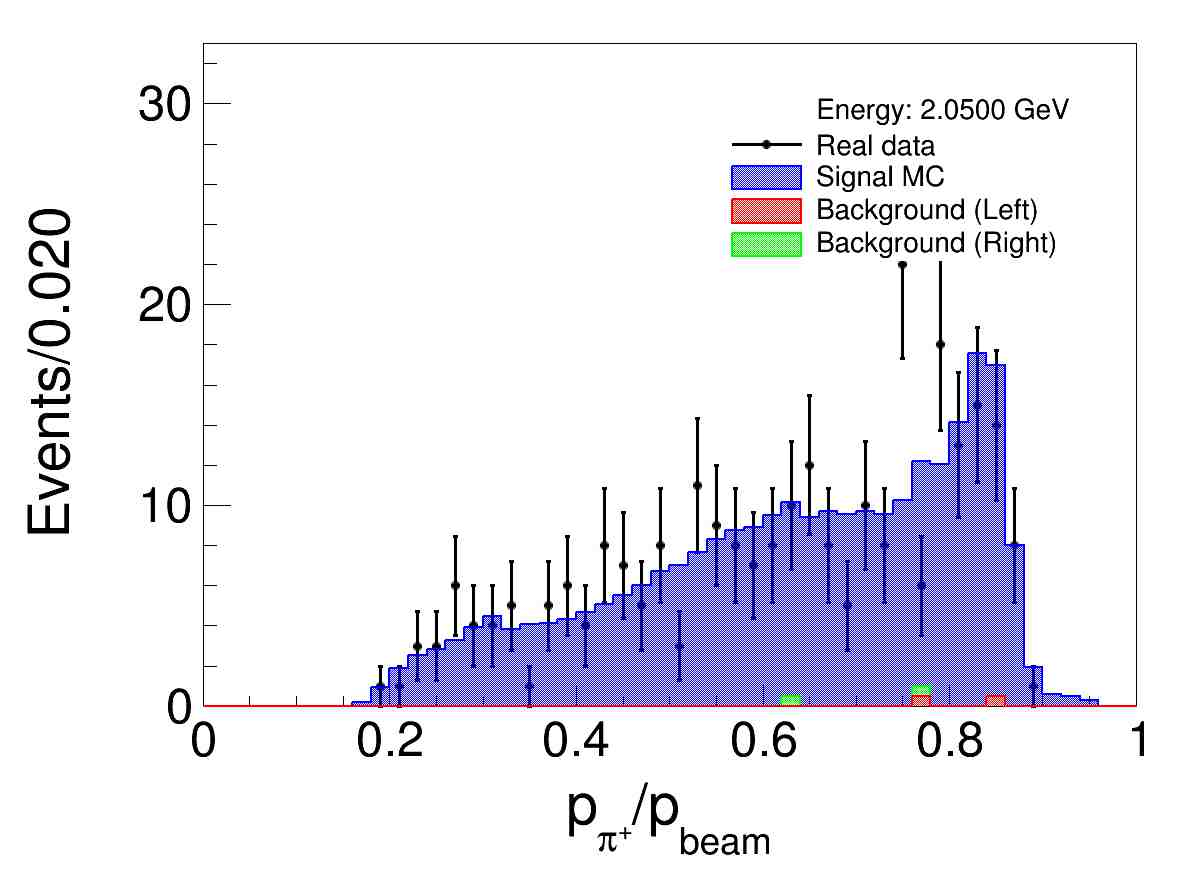 Energy: 2.0500 GeV
Real data
Signal MC
Background (Left)
Background (Right)
Events/0.020
30
20
10
0
0 0.2 0.4 0.6 0.8 1
pπ+/pbeam